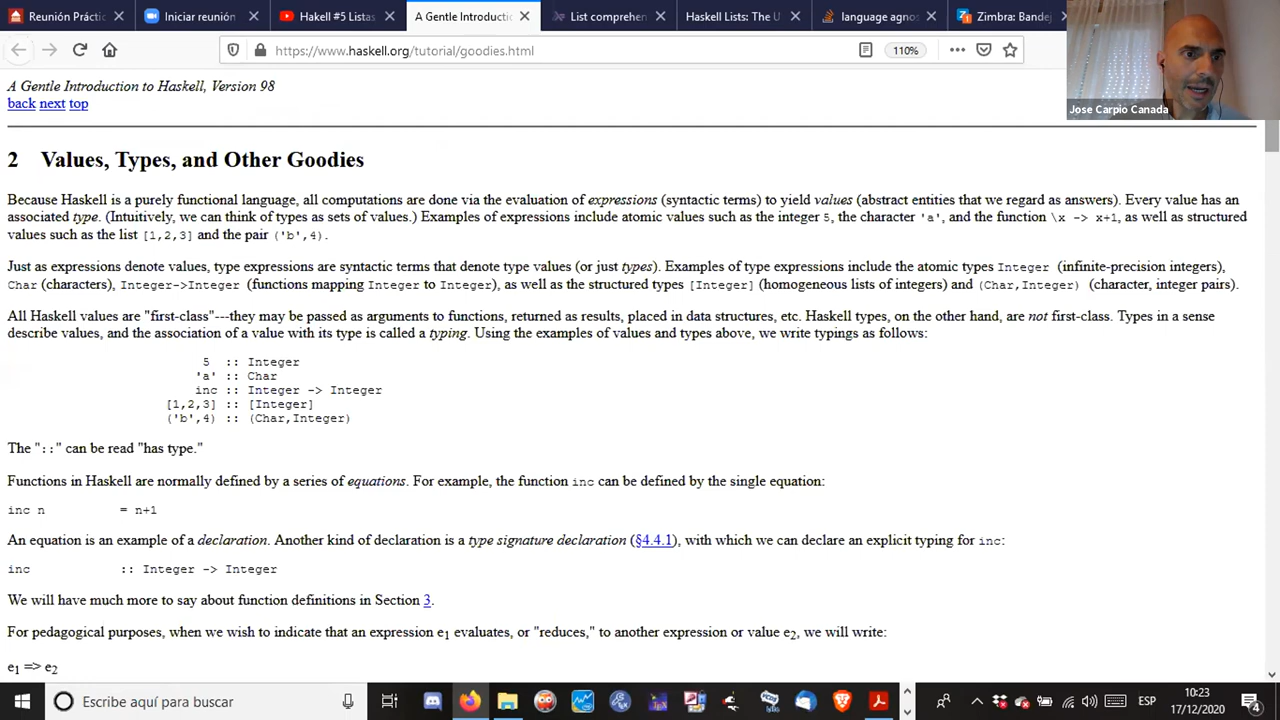 Reunión Práctic
Iniciar reunión
Hakell #5 Listas
A Gentle Introductio
List comprehen
Haskell Lists: The U
language agnos
Zimbra: Bandej
https://www.haskell.org/tutorial/goodies.html
110%
Jose Carpio Canada
A Gentle Introduction to Haskell, Version 98
back next top
2 Values, Types, and Other Goodies
Because Haskell is a purely functional language, all computations are done via the evaluation of expressions (syntactic terms) to yield values (abstract entities that we regard as answers). Every value has an
associated type. (Intuitively, we can think of types as sets of values.) Examples of expressions include atomic values such as the integer 5, the character 'a', and the function \x -> x+1, as well as structured
values such as the list [1,2,3] and the pair ('b',4).
Just as expressions denote values, type expressions are syntactic terms that denote type values (or just types). Examples of type expressions include the atomic types Integer (infinite-precision integers),
Char (characters), Integer->Integer (functions mapping Integer to Integer), as well as the structured types [Integer] (homogeneous lists of integers) and (Char,Integer) (character, integer pairs).
All Haskell values are "first-class"---they may be passed as arguments to functions, returned as results, placed in data structures, etc. Haskell types, on the other hand, are not first-class. Types in a sense
describe values, and the association of a value with its type is called a typing. Using the examples of values and types above, we write typings as follows:
5 :: Integer
'a' :: Char
inc :: Integer -> Integer
[1,2,3] :: [Integer]
('b',4) :: (Char,Integer)
The "::" can be read "has type."
Functions in Haskell are normally defined by a series of equations. For example, the function inc can be defined by the single equation:
inc n = n+1
An equation is an example of a declaration. Another kind of declaration is a type signature declaration (§4.4.1), with which we can declare an explicit typing for inc:
inc :: Integer -> Integer
We will have much more to say about function definitions in Section 3.
For pedagogical purposes, when we wish to indicate that an expression e1 evaluates, or "reduces," to another expression or value e2, we will write:
e1 => e2
Escribe aquí para buscar
ESP
10:23
17/12/2020
4